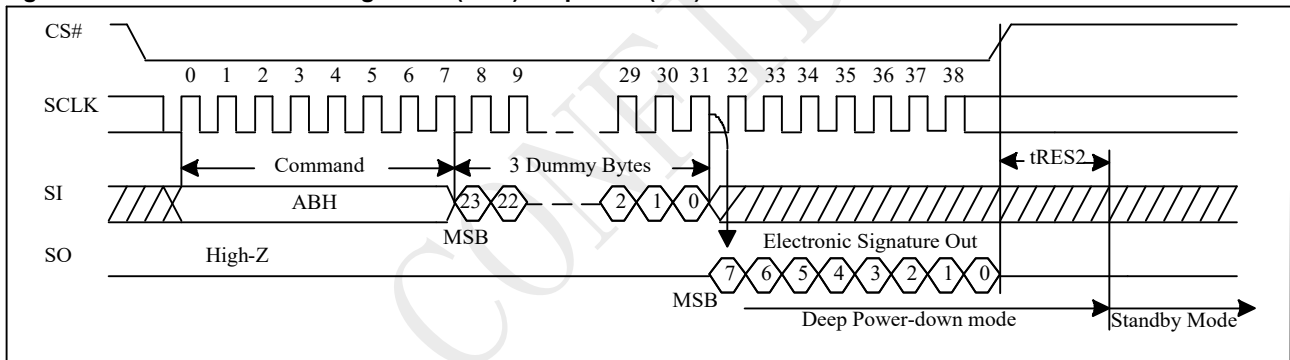 CS#
0 1 2 3 4 5 6 7 8 9 29 30 31 32 33 34 35 36 37 38
SCLK
Command 3 Dummy Bytes tRES2
SI ABH 23 22 2 1 0
MSB
SO High-Z Electronic Signature Out
7 6 5 4 3 2 1 0
MSB
Deep Power-down mode Standby Mode